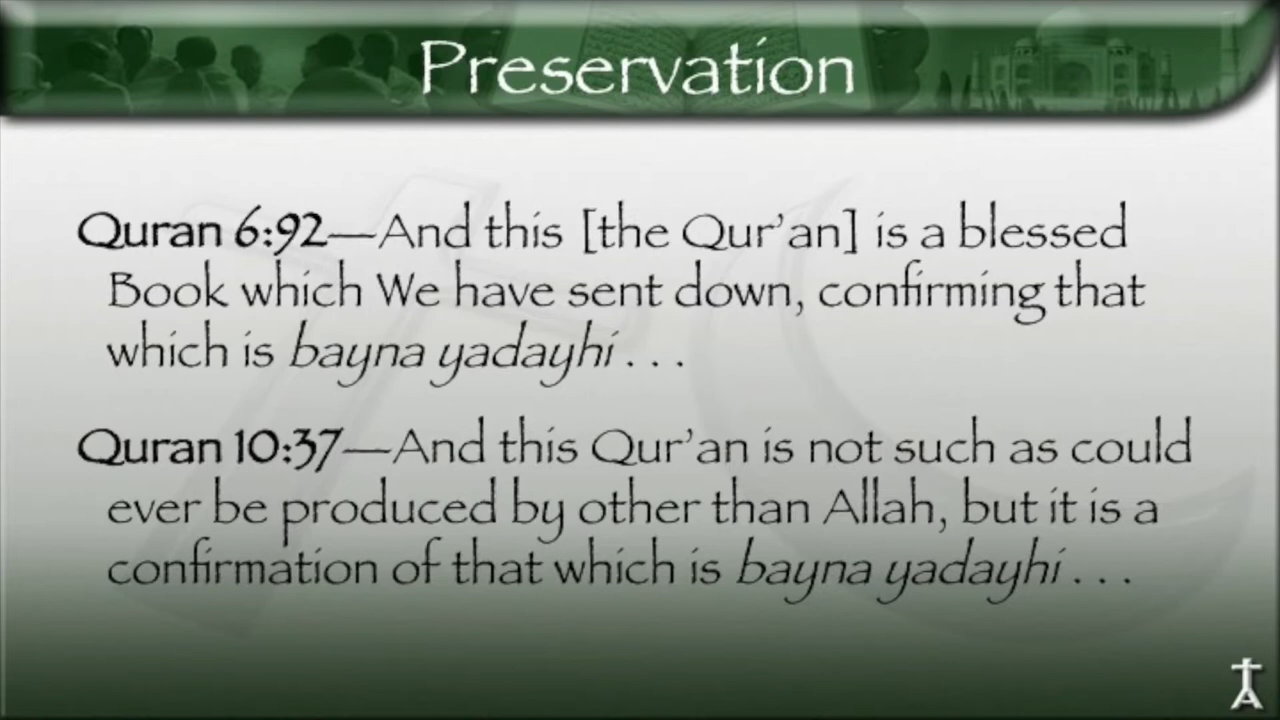 Preservation
Quran 6:92—And this [the Qur’an] is a blessed
Book which We have sent down, confirming that
which is bayna yadayhi . . .
Quran 10:37—And this Qur’an is not such as could
ever be produced by other than Allah, but it is a
confirmation of that which is bayna yadayhi . . .